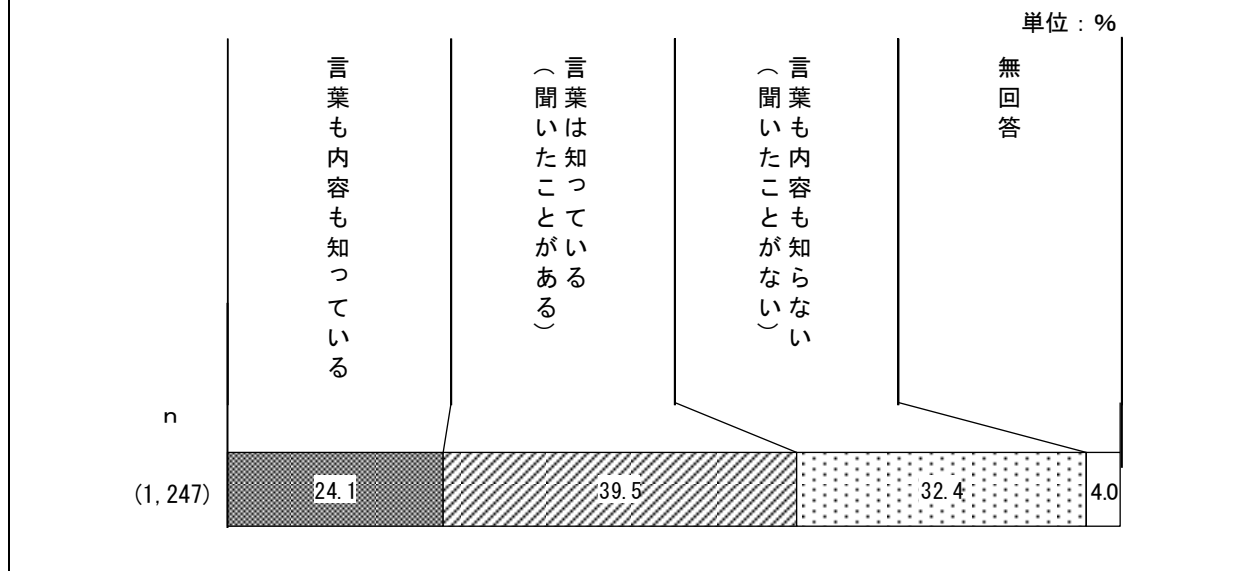 単位：％
言葉も内容も知っている
言葉は知っている
（聞いたことがある）
言葉も内容も知らない
（聞いたことがない）
無回答
ｎ
(1,247)
24.1
39.5
32.4
4.0